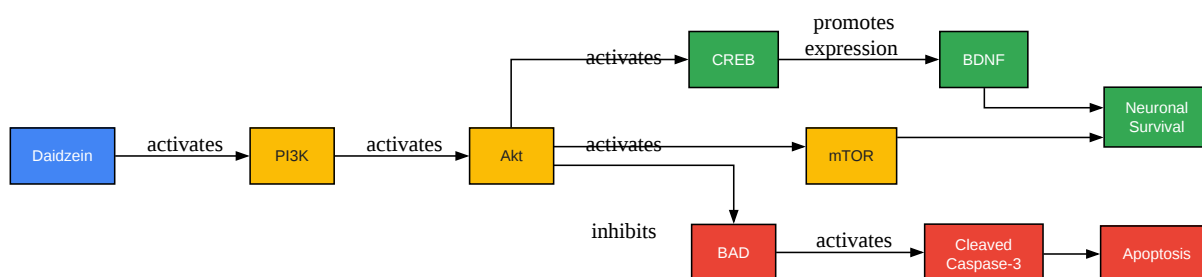 promotes
expression
activates
CREB
BDNF
Neuronal
Survival
Daidzein
activates
PI3K
activates
Akt
activates
mTOR
inhibits
BAD
activates
Cleaved
Caspase-3
Apoptosis